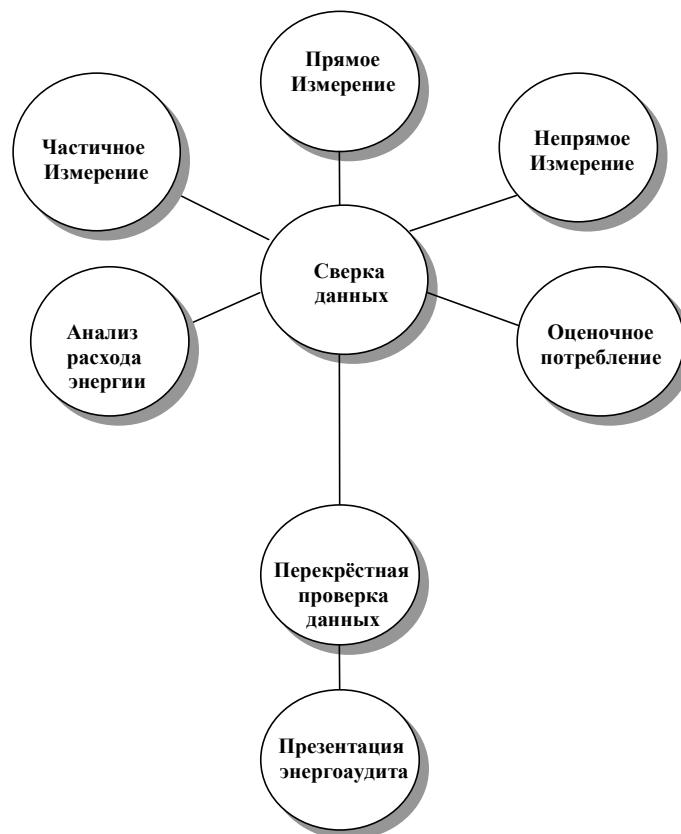 Прямое
Измерение
Частичное
Измерение
Непрямое
Измерение
Сверка
данных
Анализ
расхода
энергии
Оценочное
потребление
Перекрёстная
проверка
данных
Презентация
энергоаудита